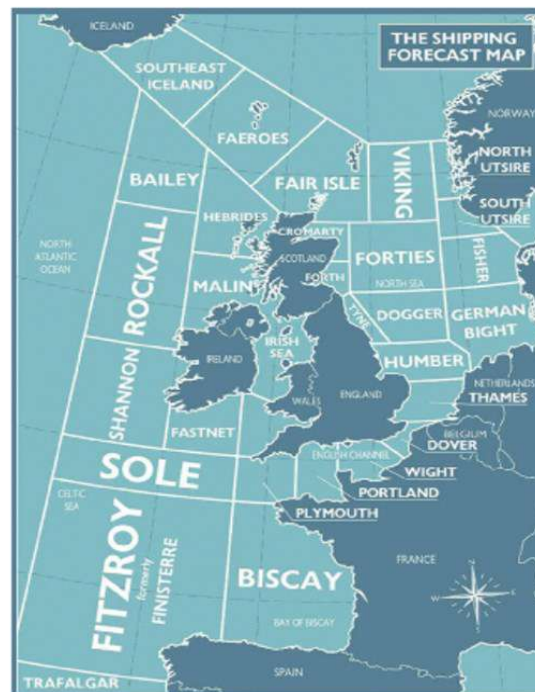 ICELAND
THE SHIPPING
FORECAST MAP
SOUTHEAST
ICELAND
FAEROES
NORWAY
NORTH
UTSIRE
VIKING
BAILEY
FAIR ISLE
SOUTH
UTSIRE
HEBRIDES
CROMARTY
NORTH
ATLANTIC
OCEAN
ROCKALL
SCOTLAND
FORTIES
FISHER
MALIN
FORTH
NORTH SEA
TYNE
DOGGER
GERMAN
BIGHT
IRISH
SEA
IRELAND
HUMBER
SHANNON
NETHERLANDS
WALES
ENGLAND
THAMES
FASTNET
BELGIUM
DOVER
ENGLISH CHANNEL
SOLE
WIGHT
PORTLAND
CELTIC
SEA
PLYMOUTH
FITZROY
formerly
FINISTERRE
FRANCE
BISCAY
N
W
E
S
BAY OF BISCAY
SPAIN
TRAFALGAR